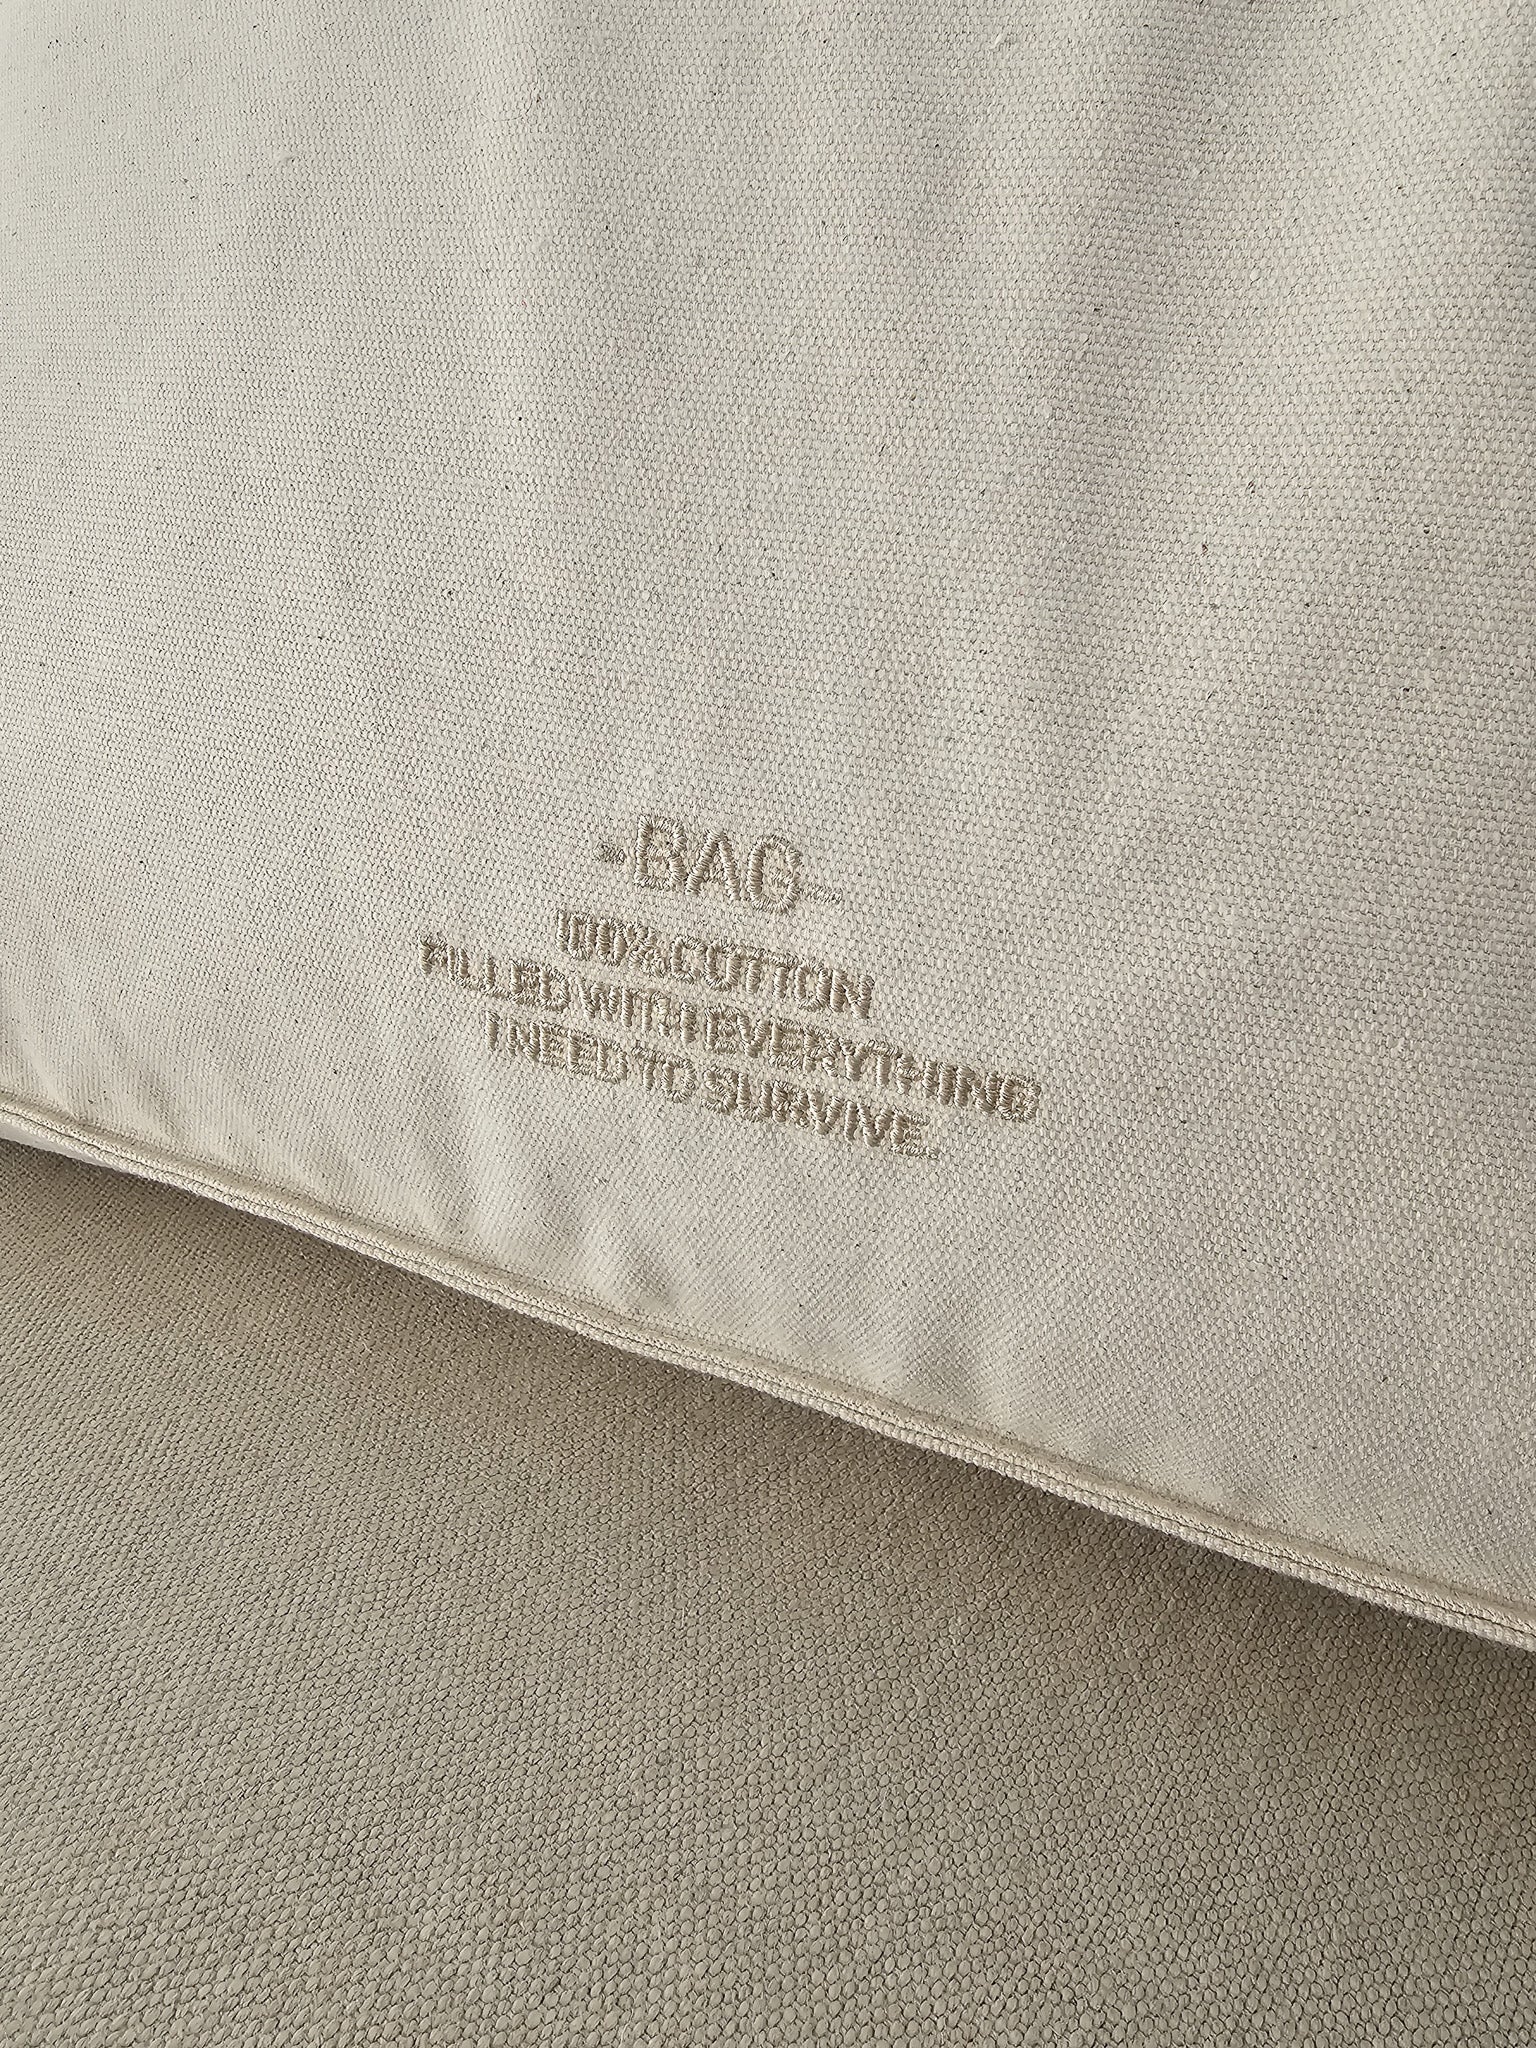 -BAG-
100% COTTON
FILLED WITH EVERYTHING
I NEED TO SURVIVE.